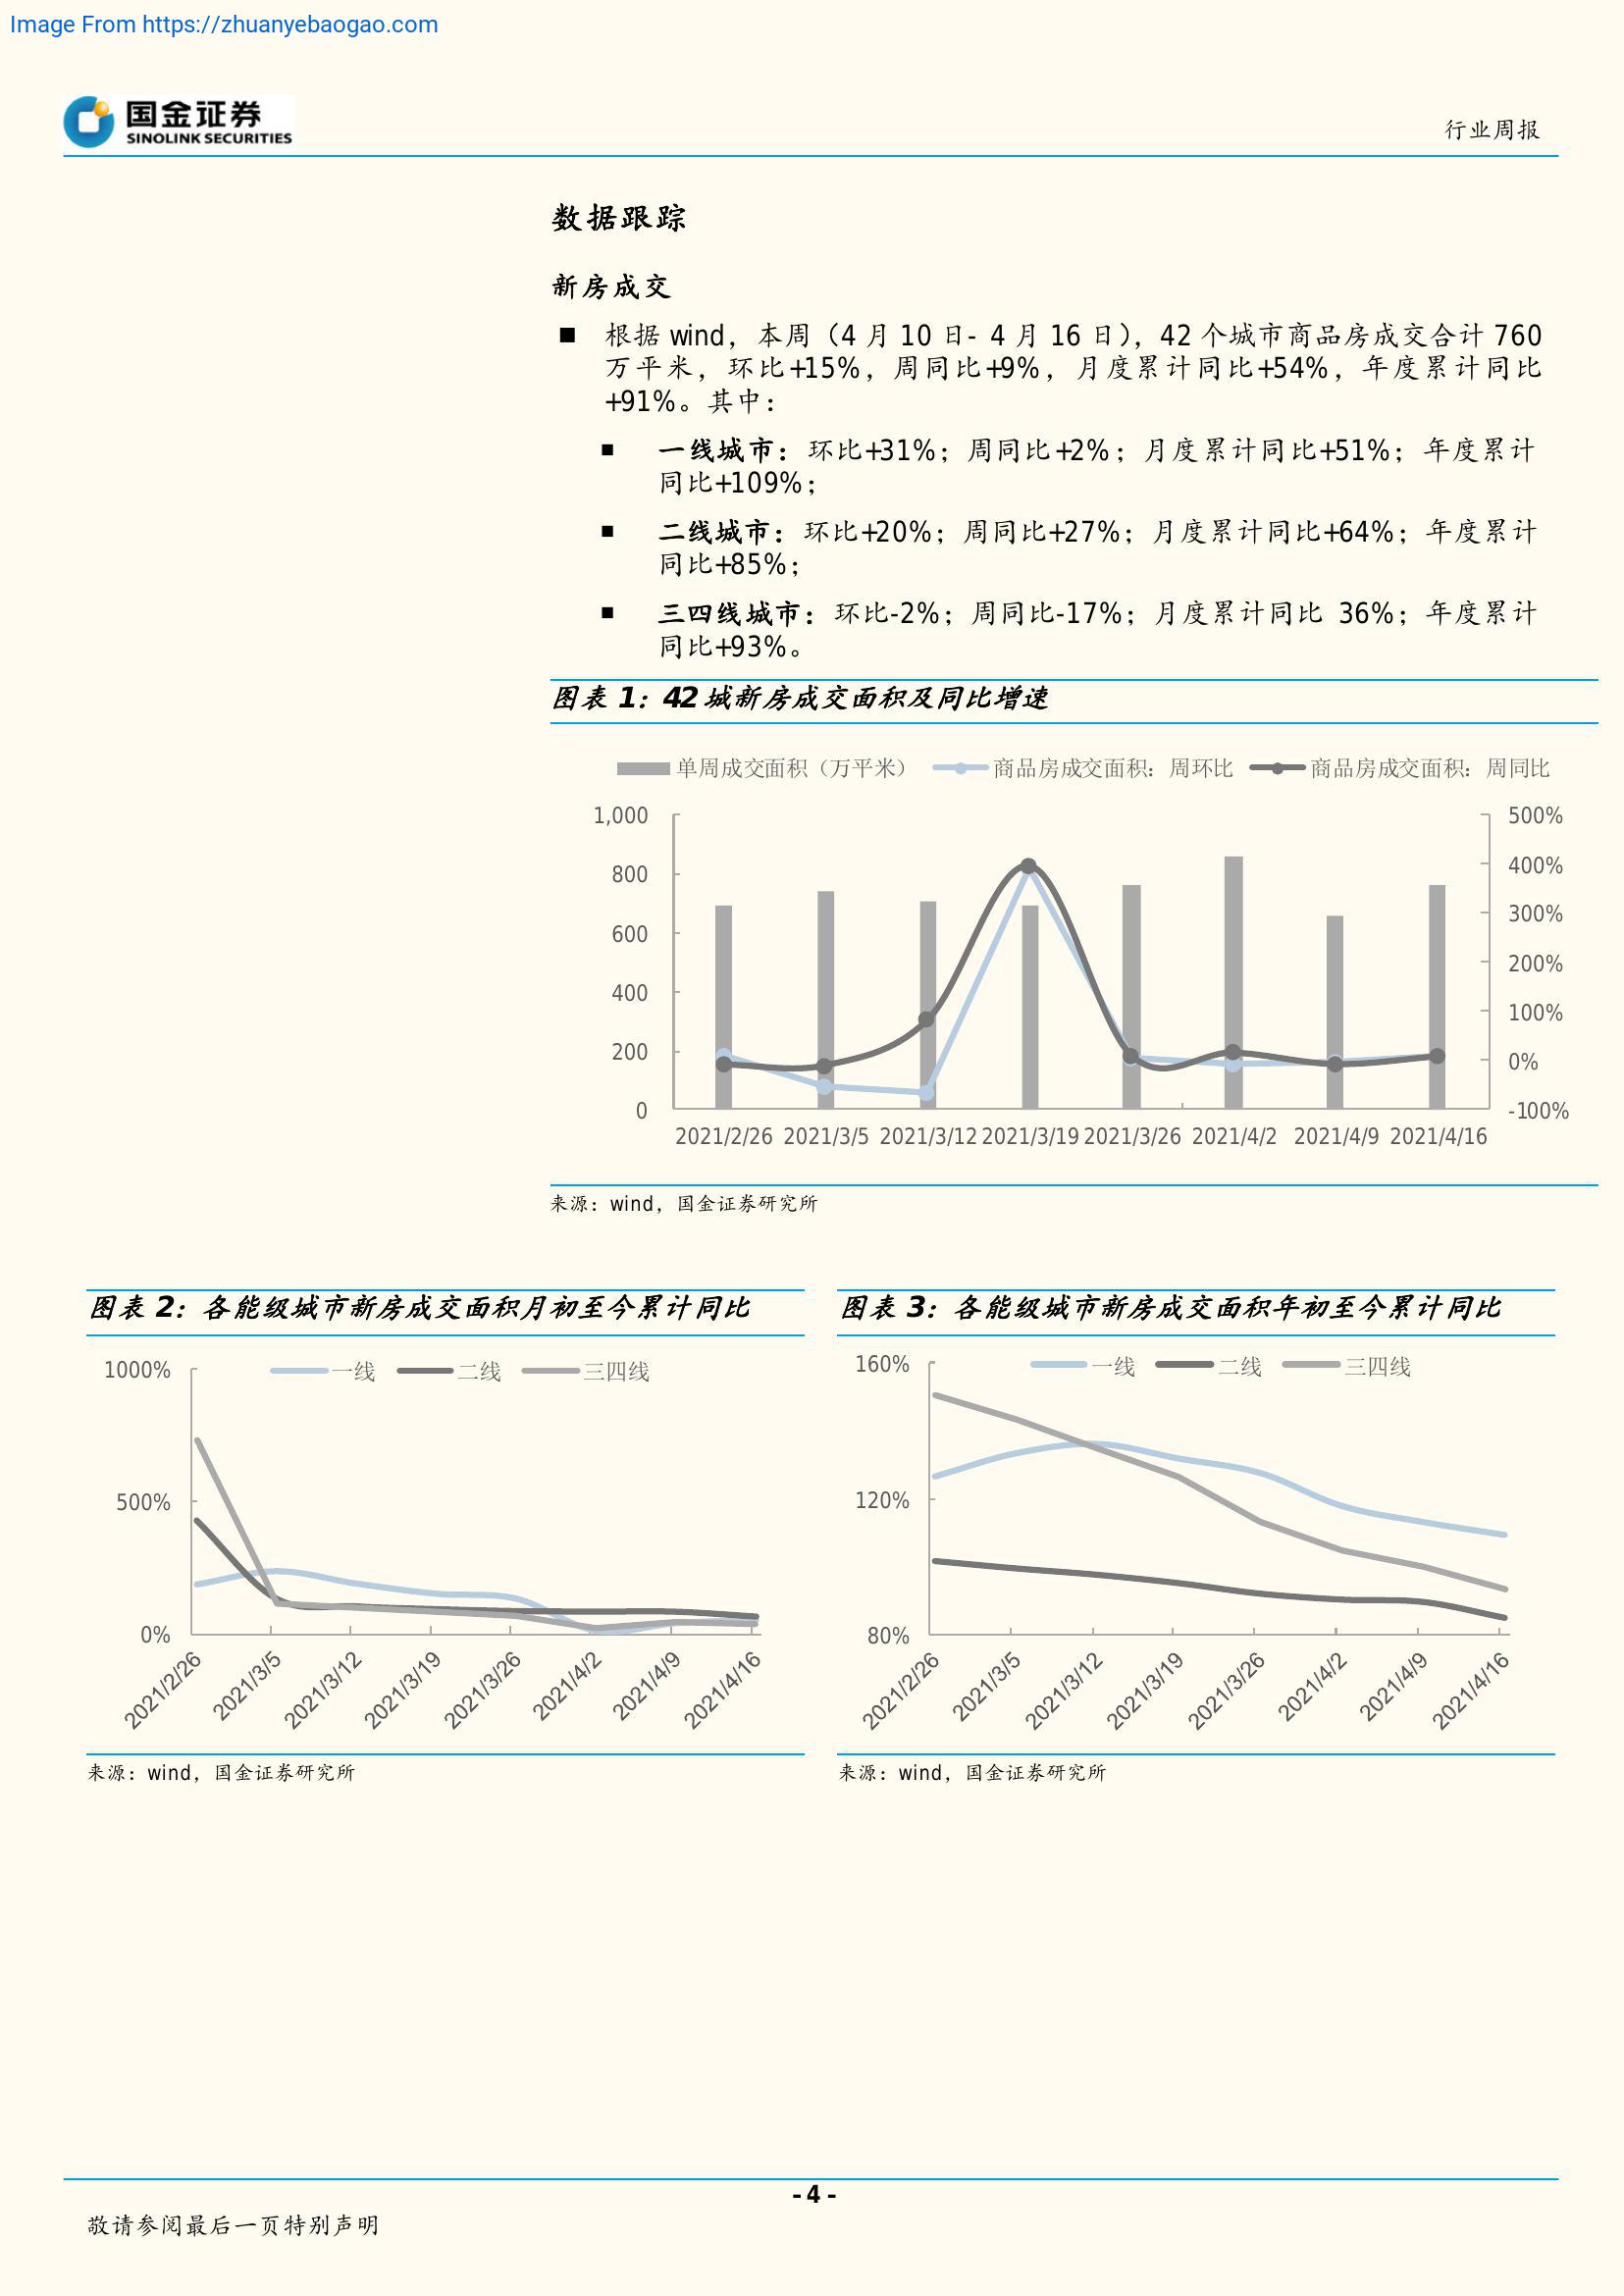 Image From https://zhuanyebaogao.com
国金证券
SINOLINK SECURITIES
行业周报
数据跟踪
新房成交
■ 根据 wind，本周（4 月 10 日- 4 月 16 日），42 个城市商品房成交合计 760
万平米，环比+15%，周同比+9%，月度累计同比+54%，年度累计同比
+91%。其中：
■ 一线城市：环比+31%；周同比+2%；月度累计同比+51%；年度累计
同比+109%；
■ 二线城市：环比+20%；周同比+27%；月度累计同比+64%；年度累计
同比+85%；
■ 三四线城市：环比-2%；周同比-17%；月度累计同比 36%；年度累计
同比+93%。
图表 1：42 城新房成交面积及同比增速
单周成交面积（万平米） 商品房成交面积：周环比 商品房成交面积：周同比
1,000 500%
800 400%
600 300%
400 200%
200 100%
0 0%
-100%
2021/2/26 2021/3/5 2021/3/12 2021/3/19 2021/3/26 2021/4/2 2021/4/9 2021/4/16
来源：wind，国金证券研究所
图表 2：各能级城市新房成交面积月初至今累计同比
1000%
一线 二线 三四线
500%
0%
2021/2/26 2021/3/5 2021/3/12 2021/3/19 2021/3/26 2021/4/2 2021/4/9 2021/4/16
来源：wind，国金证券研究所
图表 3：各能级城市新房成交面积年初至今累计同比
160%
一线 二线 三四线
120%
80%
2021/2/26 2021/3/5 2021/3/12 2021/3/19 2021/3/26 2021/4/2 2021/4/9 2021/4/16
来源：wind，国金证券研究所
- 4 -
敬请参阅最后一页特别声明